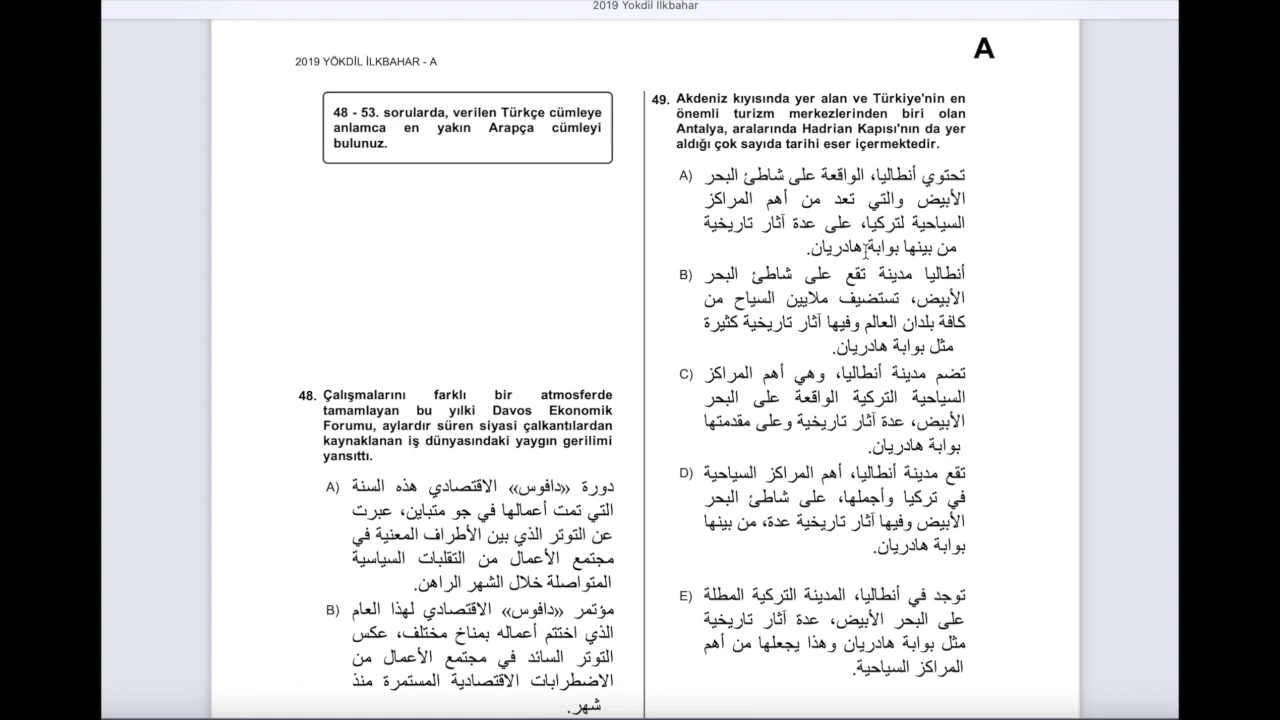 2019 Yokdil Ilkbahar
A
2019 YÖKDİL İLKBAHAR - A
48 - 53. sorularda, verilen Türkçe cümleye
anlamca en yakın Arapça cümleyi
bulunuz.
48. Çalışmalarını farklı bir atmosferde
tamamlayan bu yılki Davos Ekonomik
Forumu, aylardır süren siyasi çalkantılardan
kaynaklanan iş dünyasındaki yaygın gerilimi
yansıttı.
A) دورة «دافوس» الاقتصادي هذه السنة
التي تمت أعمالها في جو متباين، عبرت
عن التوتر الذي بين الأطراف المعنية في
مجتمع الأعمال من التقلبات السياسية
المتواصلة خلال الشهر الراهن.
B) مؤتمر «دافوس» الاقتصادي لهذا العام
الذي اختتم أعماله بمناخ مختلف، عكس
التوتر السائد في مجتمع الأعمال من
الاضطرابات الاقتصادية المستمرة منذ
شهر.
49. Akdeniz kıyısında yer alan ve Türkiye'nin en
önemli turizm merkezlerinden biri olan
Antalya, aralarında Hadrian Kapısı'nın da yer
aldığı çok sayıda tarihi eser içermektedir.
A) تحتوي أنطاليا، الواقعة على شاطئ البحر
الأبيض والتي تعد من أهم المراكز
السياحية لتركيا، على عدة آثار تاريخية
من بينها بوابة هادريان.
B) أنطاليا مدينة تقع على شاطئ البحر
الأبيض، تستضيف ملايين السياح من
كافة بلدان العالم وفيها آثار تاريخية كثيرة
مثل بوابة هادريان.
C) تضم مدينة أنطاليا، وهي أهم المراكز
السياحية التركية الواقعة على البحر
الأبيض، عدة آثار تاريخية وعلى مقدمتها
بوابة هادريان.
D) تقع مدينة أنطاليا، أهم المراكز السياحية
في تركيا وأجملها، على شاطئ البحر
الأبيض وفيها آثار تاريخية عدة، من بينها
بوابة هادريان.
E) توجد في أنطاليا، المدينة التركية المطلة
على البحر الأبيض، عدة آثار تاريخية
مثل بوابة هادريان وهذا يجعلها من أهم
المراكز السياحية.